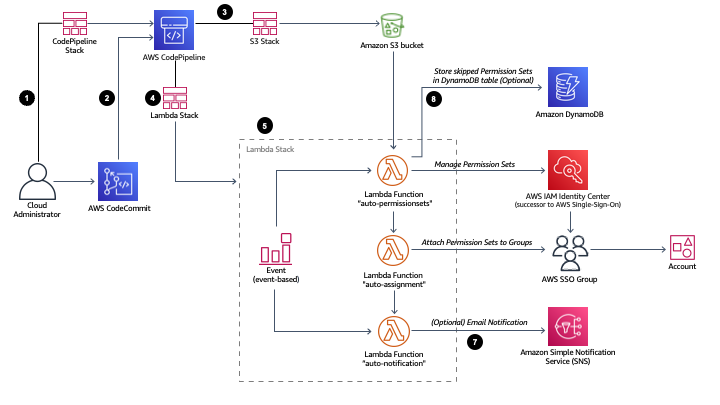 3
CodePipeline
Stack
AWS CodePipeline
S3 Stack
Amazon S3 bucket
1
2
4
Lambda Stack
Store skipped Permission Sets
in DynamoDB table (Optional)
8
Amazon DynamoDB
5
Lambda Stack
Cloud
Administrator
AWS CodeCommit
Lambda Function
"auto-permissionsets"
Manage Permission Sets
AWS IAM Identity Center
(successor to AWS Single-Sign-On)
Event
(event-based)
Lambda Function
"auto-assignment"
Attach Permission Sets to Groups
AWS SSO Group
Account
(Optional) Email Notification
7
Lambda Function
"auto-notification"
Amazon Simple Notification
Service (SNS)